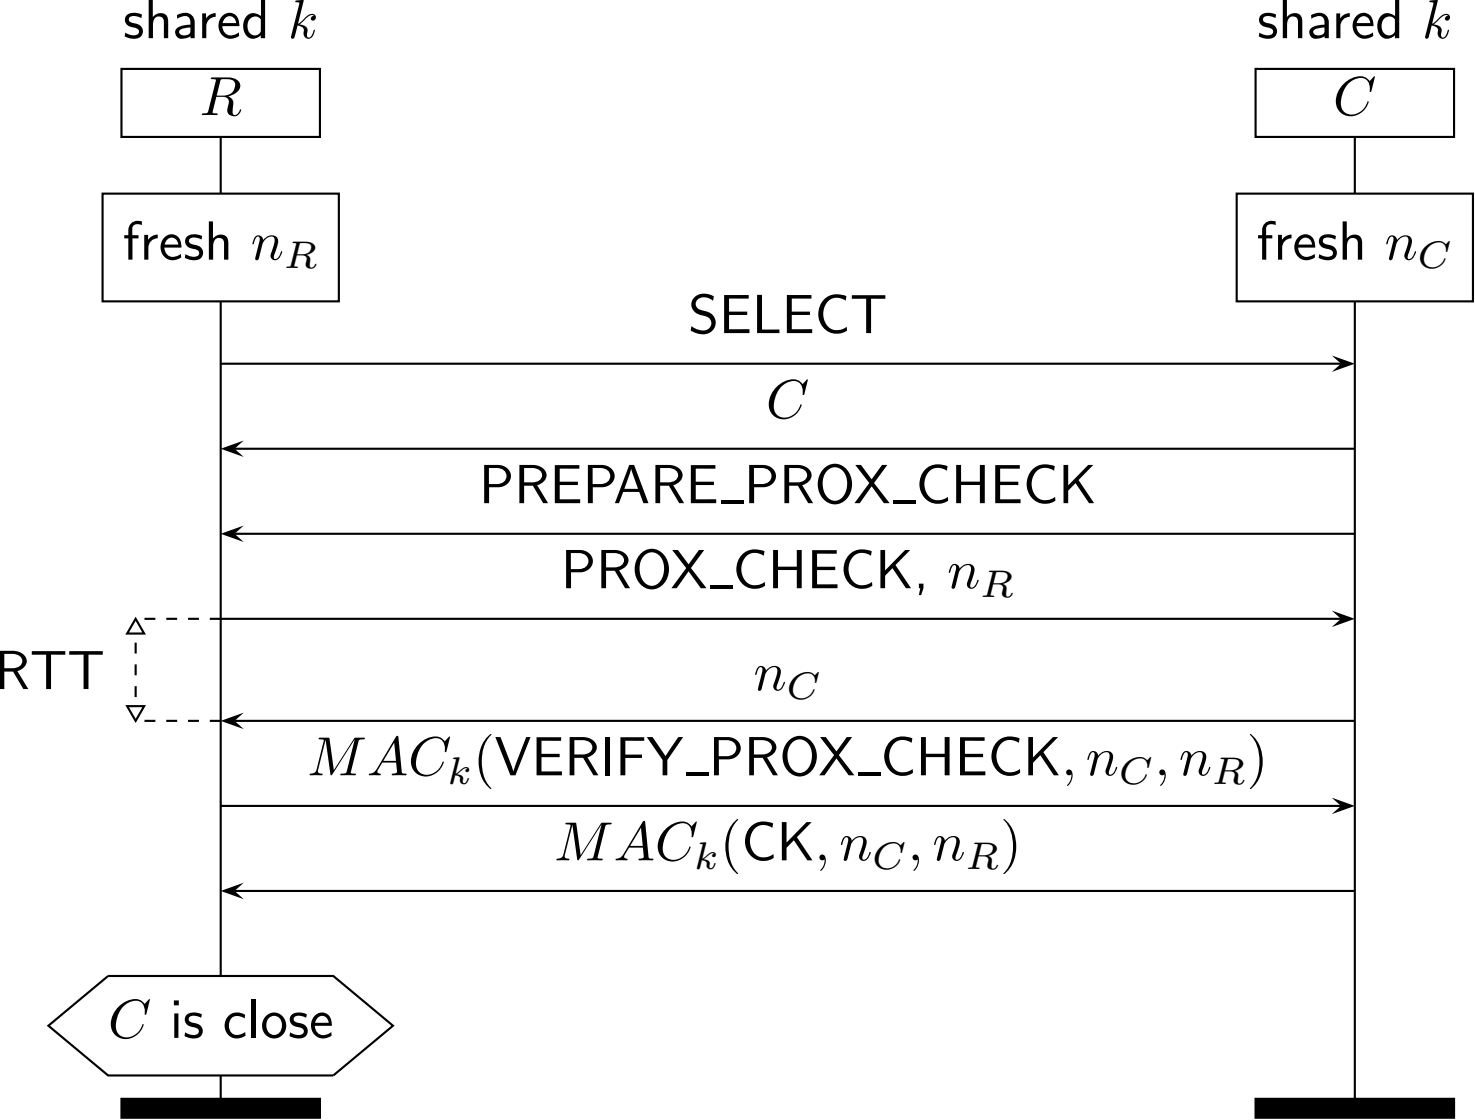 shared k shared k
R C
fresh n_R fresh n_C
SELECT
C
PREPARE_PROX_CHECK
PROX_CHECK, n_R
RTT
n_C
MAC_k(VERIFY_PROX_CHECK, n_C, n_R)
MAC_k(CK, n_C, n_R)
C is close